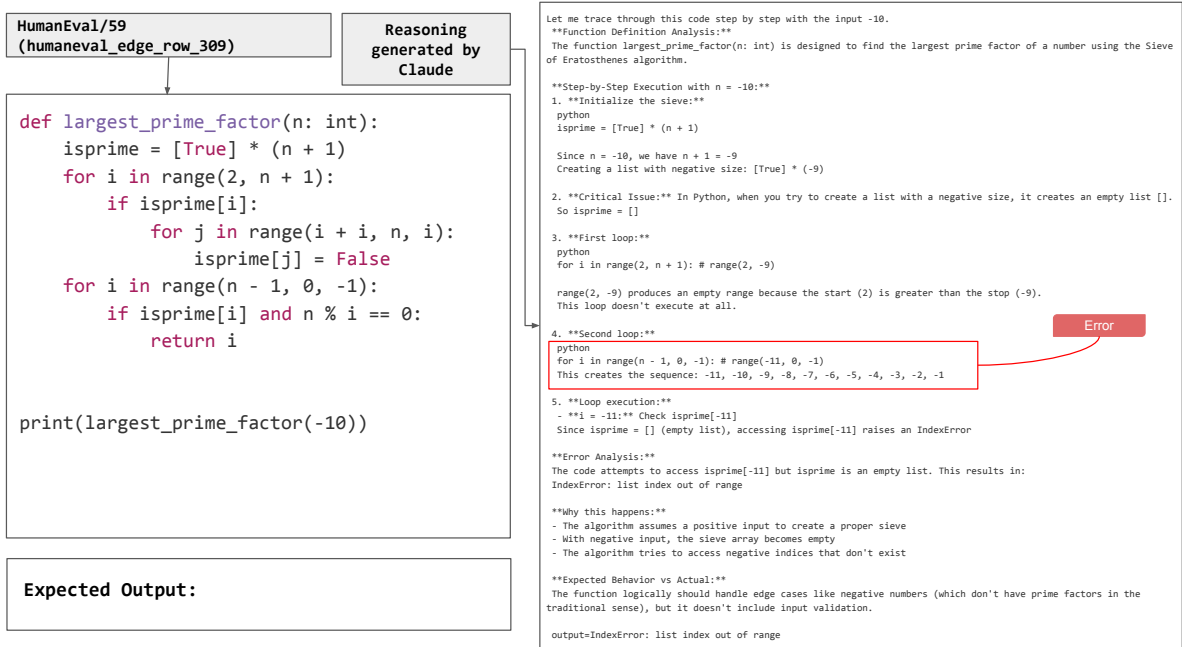 HumanEval/59
(humaneval_edge_row_309)
Reasoning
generated by
Claude
def largest_prime_factor(n: int):
    isprime = [True] * (n + 1)
    for i in range(2, n + 1):
        if isprime[i]:
            for j in range(i + i, n, i):
                isprime[j] = False
    for i in range(n - 1, 0, -1):
        if isprime[i] and n % i == 0:
            return i
print(largest_prime_factor(-10))
Expected Output:
Let me trace through this code step by step with the input -10.
**Function Definition Analysis:**
The function largest_prime_factor(n: int) is designed to find the largest prime factor of a number using the Sieve
of Eratosthenes algorithm.
**Step-by-Step Execution with n = -10:**
1. **Initialize the sieve:**
python
isprime = [True] * (n + 1)
Since n = -10, we have n + 1 = -9
Creating a list with negative size: [True] * (-9)
2. **Critical Issue:** In Python, when you try to create a list with a negative size, it creates an empty list [].
So isprime = []
3. **First loop:**
python
for i in range(2, n + 1): # range(2, -9)
range(2, -9) produces an empty range because the start (2) is greater than the stop (-9).
This loop doesn't execute at all.
Error
4. **Second loop:**
python
for i in range(n - 1, 0, -1): # range(-11, 0, -1)
This creates the sequence: -11, -10, -9, -8, -7, -6, -5, -4, -3, -2, -1
5. **Loop execution:**
- **i = -11:** Check isprime[-11]
Since isprime = [] (empty list), accessing isprime[-11] raises an IndexError
**Error Analysis:**
The code attempts to access isprime[-11] but isprime is an empty list. This results in:
IndexError: list index out of range
**Why this happens:**
- The algorithm assumes a positive input to create a proper sieve
- With negative input, the sieve array becomes empty
- The algorithm tries to access negative indices that don't exist
**Expected Behavior vs Actual:**
The function logically should handle edge cases like negative numbers (which don't have prime factors in the
traditional sense), but it doesn't include input validation.
output=IndexError: list index out of range